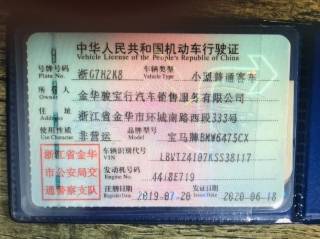 中华人民共和国机动车行驶证
Vehicle License of the People's Republic of China
号牌号码 Plate No. 浙G7M2K8 车辆类型 Vehicle Type 小型普通客车
所有人 Owner 金华骏宝行汽车销售服务有限公司
住址 Address 浙江省金华市环城南路西段333号
使用性质 Use Character 非营运 品牌型号 Model 宝马牌BMW6475CX
浙江省金华
市公安局交
通警察支队
车辆识别代号 VIN LBVTZ4107KSS38117
发动机号码 Engine No. 4418E719
注册日期 Register Date 2019-07-20 发证日期 Issue Date 2020-06-18